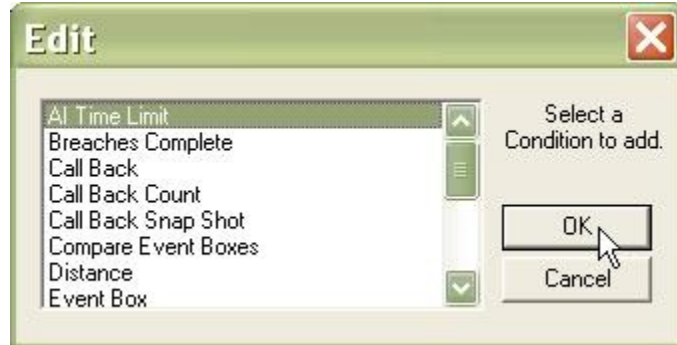 Edit
AI Time Limit
Breaches Complete
Call Back
Call Back Count
Call Back Snap Shot
Compare Event Boxes
Distance
Event Box
Select a
Condition to add.
OK
Cancel